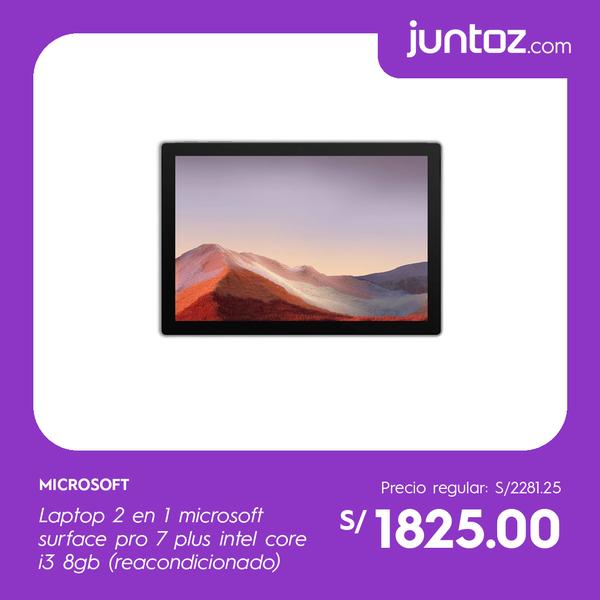 juntoz.com
MICROSOFT
Laptop 2 en 1 microsoft
surface pro 7 plus intel core
i3 8gb (reacondicionado)
Precio regular: S/2281.25
S/ 1825.00